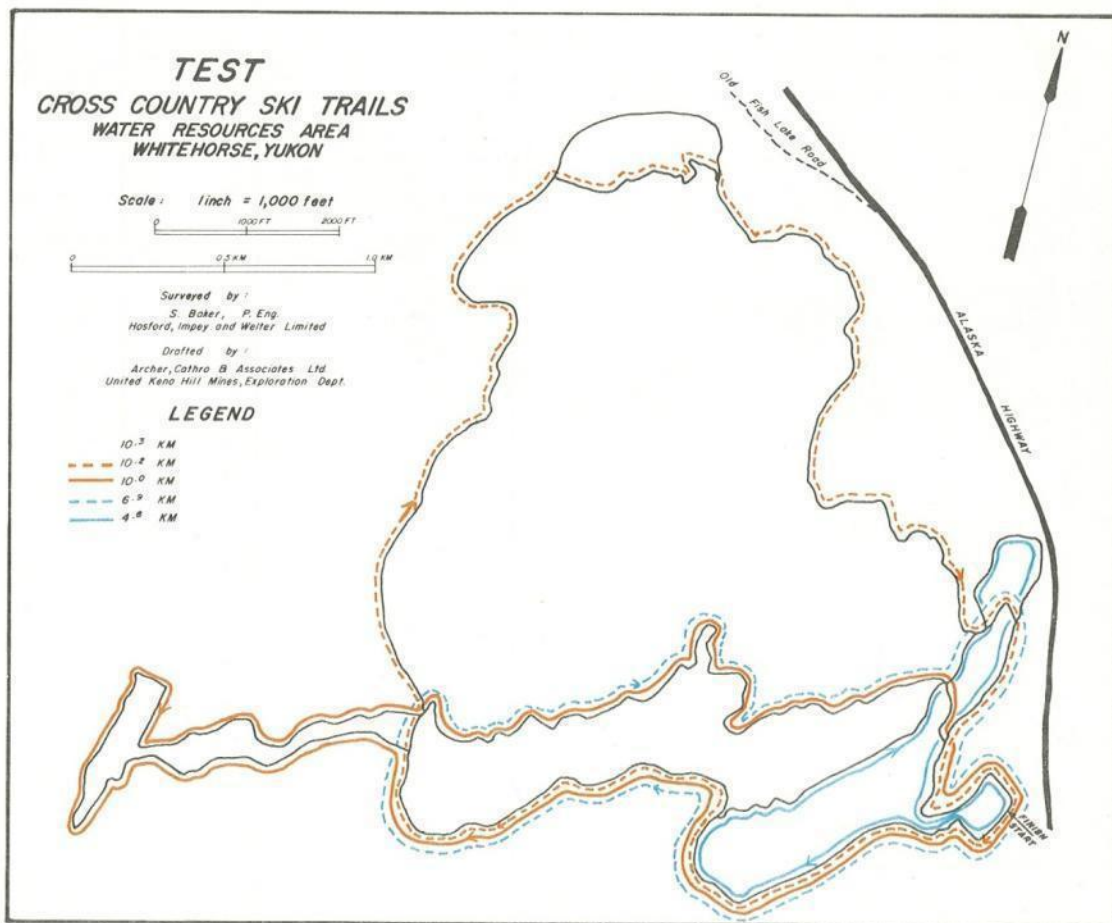 TEST
CROSS COUNTRY SKI TRAILS
WATER RESOURCES AREA
WHITEHORSE, YUKON
Scale : 1 inch = 1,000 feet
0 1000 FT 2000 FT
0 0.5 KM 1.0 KM
Surveyed by :
S. Baker, P. Eng.
Hosford, Impey and Welter Limited
Drafted by :
Archer, Cathro & Associates Ltd
United Keno Hill Mines, Exploration Dept.
LEGEND
10.3 KM
10.2 KM
10.0 KM
6.9 KM
4.8 KM
N
Old Fish Lake Road
ALASKA
HIGHWAY
FINISH
START